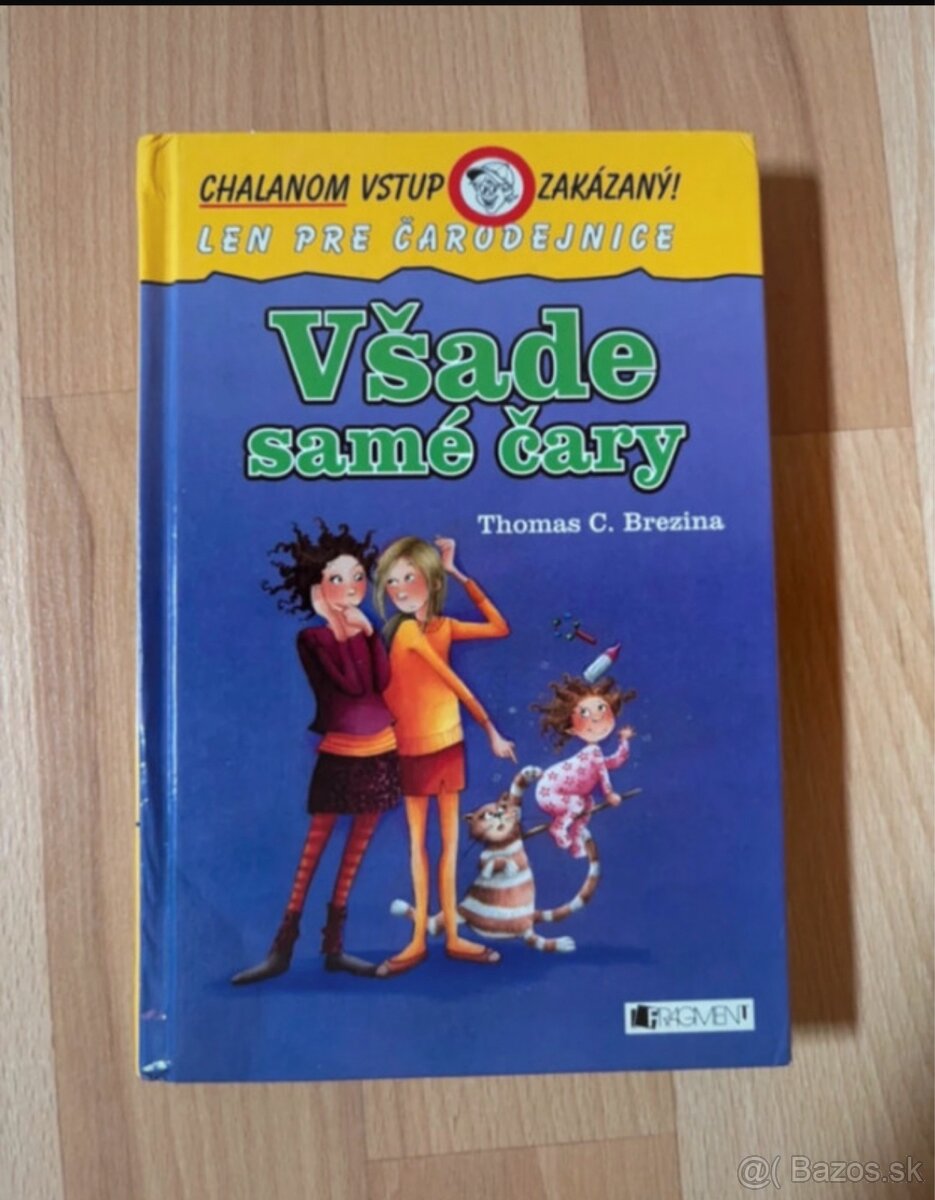 CHALANOM VSTUP ZAKÁZANÝ!
LEN PRE ČARODEJNICE
Všade
samé čary
Thomas C. Brezina
FRAGMENT
@( Bazos.sk